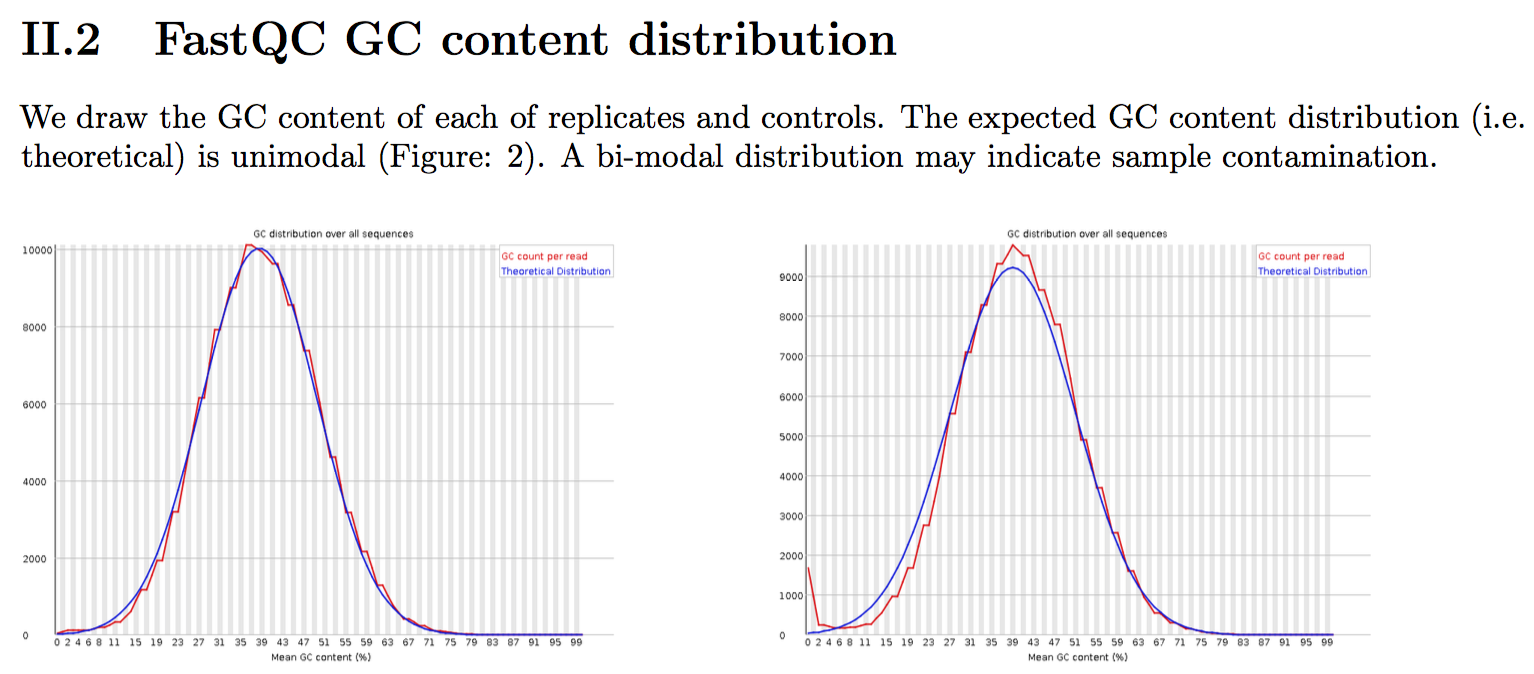 II.2 FastQC GC content distribution
We draw the GC content of each of replicates and controls. The expected GC content distribution (i.e.
theoretical) is unimodal (Figure: 2). A bi-modal distribution may indicate sample contamination.
GC distribution over all sequences
GC count per read
Theoretical Distribution
10000
8000
6000
4000
2000
0
0 2 4 6 8 11 15 19 23 27 31 35 39 43 47 51 55 59 63 67 71 75 79 83 87 91 95 99
Mean GC content (%)
GC distribution over all sequences
GC count per read
Theoretical Distribution
9000
8000
7000
6000
5000
4000
3000
2000
1000
0
0 2 4 6 8 11 15 19 23 27 31 35 39 43 47 51 55 59 63 67 71 75 79 83 87 91 95 99
Mean GC content (%)